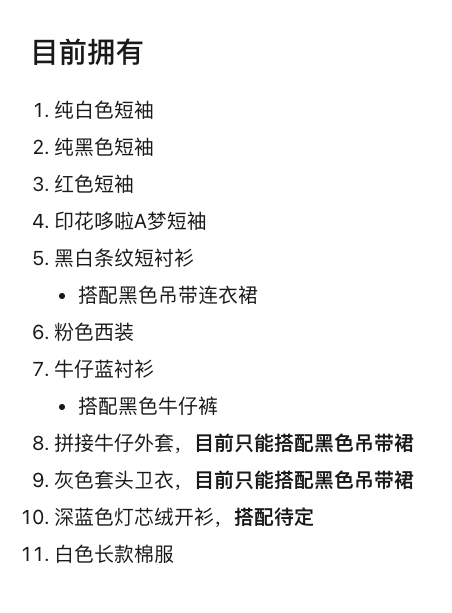 目前拥有
1. 纯白色短袖
2. 纯黑色短袖
3. 红色短袖
4. 印花哆啦A梦短袖
5. 黑白条纹短衬衫
• 搭配黑色吊带连衣裙
6. 粉色西装
7. 牛仔蓝衬衫
• 搭配黑色牛仔裤
8. 拼接牛仔外套，目前只能搭配黑色吊带裙
9. 灰色套头卫衣，目前只能搭配黑色吊带裙
10. 深蓝色灯芯绒开衫，搭配待定
11. 白色长款棉服